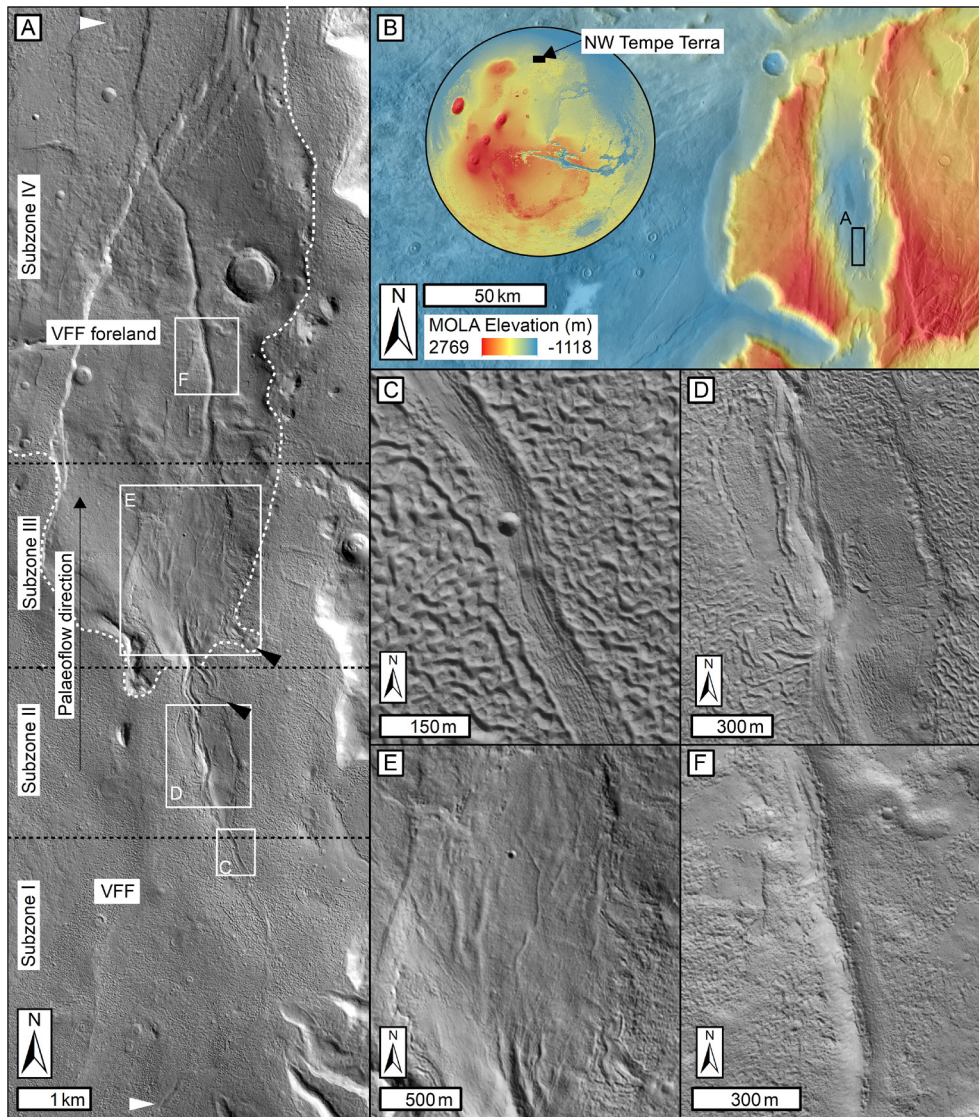 A
Subzone IV
VFF foreland
F
E
Subzone III
Palaeoflow direction
Subzone II
D
C
Subzone I
VFF
N
1 km
B
NW Tempe Terra
A
N
50 km
MOLA Elevation (m)
2769 -1118
C
N
150 m
D
N
300 m
E
N
500 m
F
N
300 m